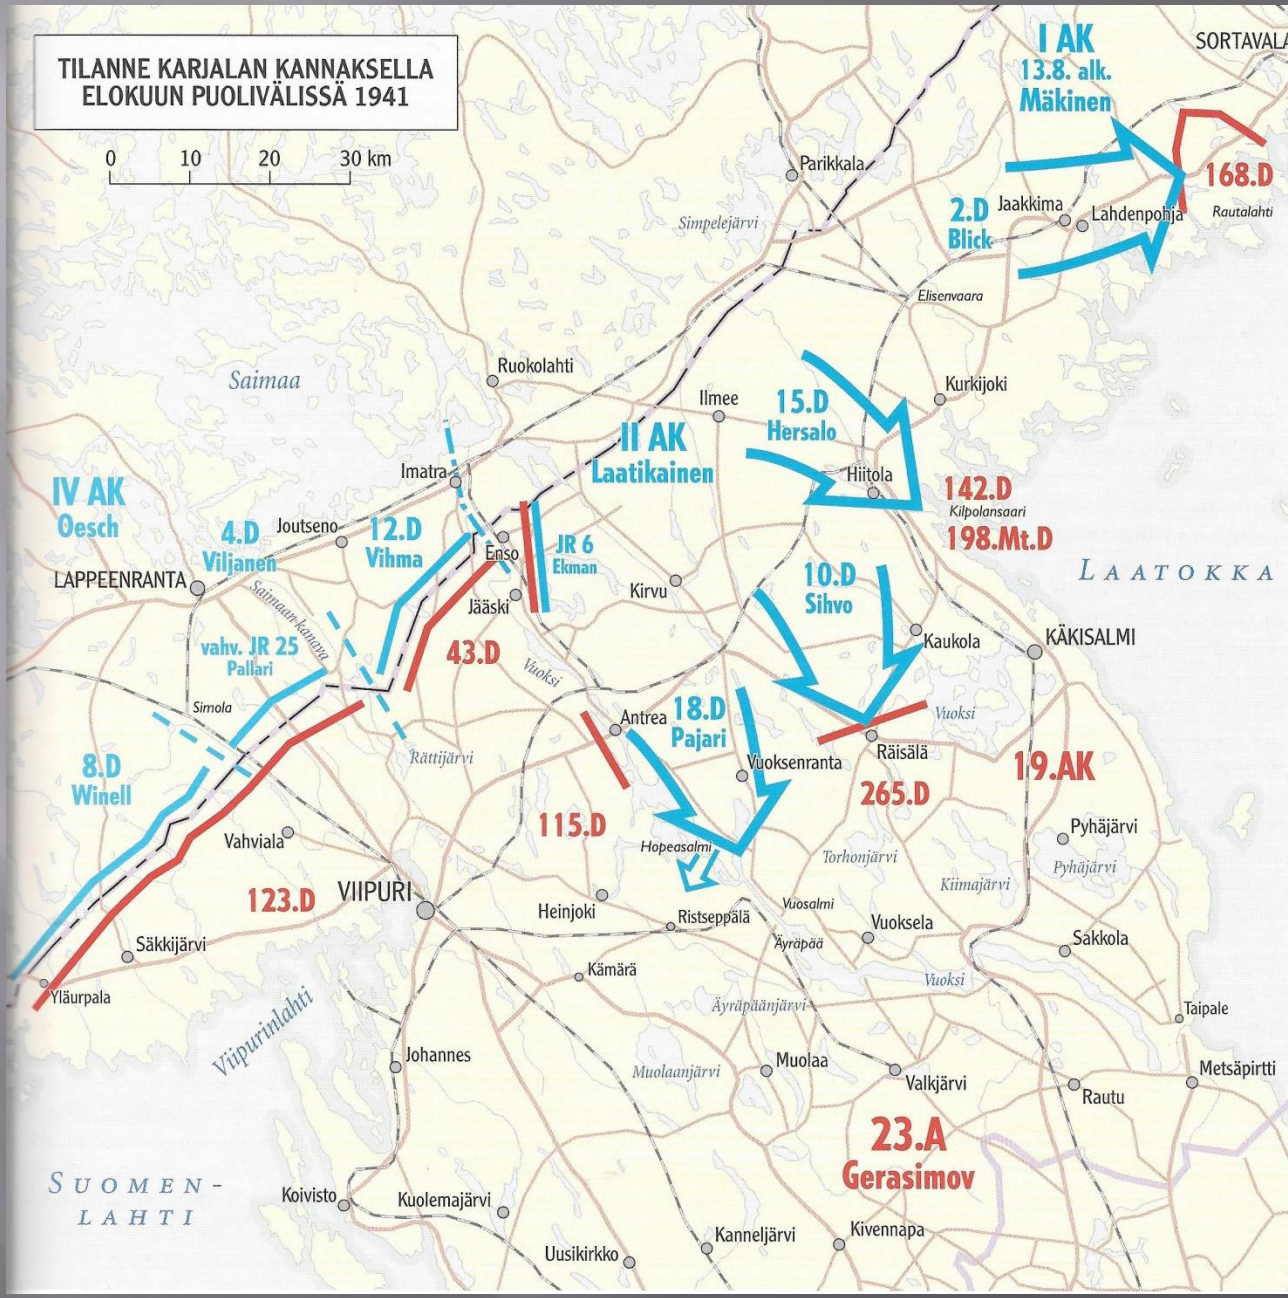 TILANNE KARJALAN KANNAKSELLA
ELOKUUN PUOLIVÄLISSÄ 1941
0 10 20 30 km
I AK
13.8. alk.
Mäkinen
SORTAVALA
Parikkala
168.D
2.D
Blick
Jaakkima
Lahdenpohja
Rautalahti
Simpelejärvi
Elisenvaara
Ruokolahti
Saimaa
Ilmee
15.D
Hersalo
Kurkijoki
II AK
Laatikainen
Imatra
Hiitola
IV AK
Oesch
4.D
Viljanen
Joutseno
12.D
Vihma
142.D
Kilpolansaari
198.Mt.D
Enso
JR 6
Ekman
LAPPEENRANTA
Saimaan kanava
Jääski
Kirvu
10.D
Sihvo
LAATOKKA
vahv. JR 25
Pallari
43.D
Kaukola
KÄKISALMI
Vuoksi
Simola
Antrea
18.D
Pajari
Vuoksi
Rättijärvi
Räisälä
8.D
Winell
Vuoksenranta
265.D
19.AK
Vahviala
115.D
Hopeasalmi
Pyhäjärvi
Torhonjärvi
Pyhäjärvi
Kiimajärvi
123.D
VIIPURI
Heinjoki
Ristseppälä
Vuosalmi
Vuoksela
Säkkijärvi
Äyräpää
Sakkola
Yläurpala
Kämärä
Vuoksi
Viipurinlahti
Äyräpäänjärvi
Taipale
Johannes
Muolaanjärvi
Muolaa
Valkjärvi
Rautu
Metsäpirtti
23.A
Gerasimov
SUOMEN-
LAHTI
Koivisto
Kuolemajärvi
Uusikirkko
Kanneljärvi
Kivennapa